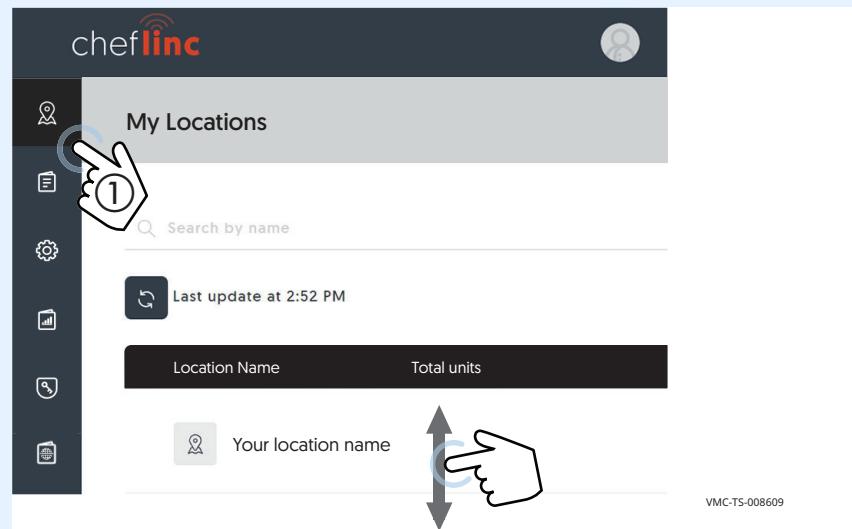 cheflinc
My Locations
①
Search by name
Last update at 2:52 PM
Location Name Total units
Your location name
VMC-TS-008609